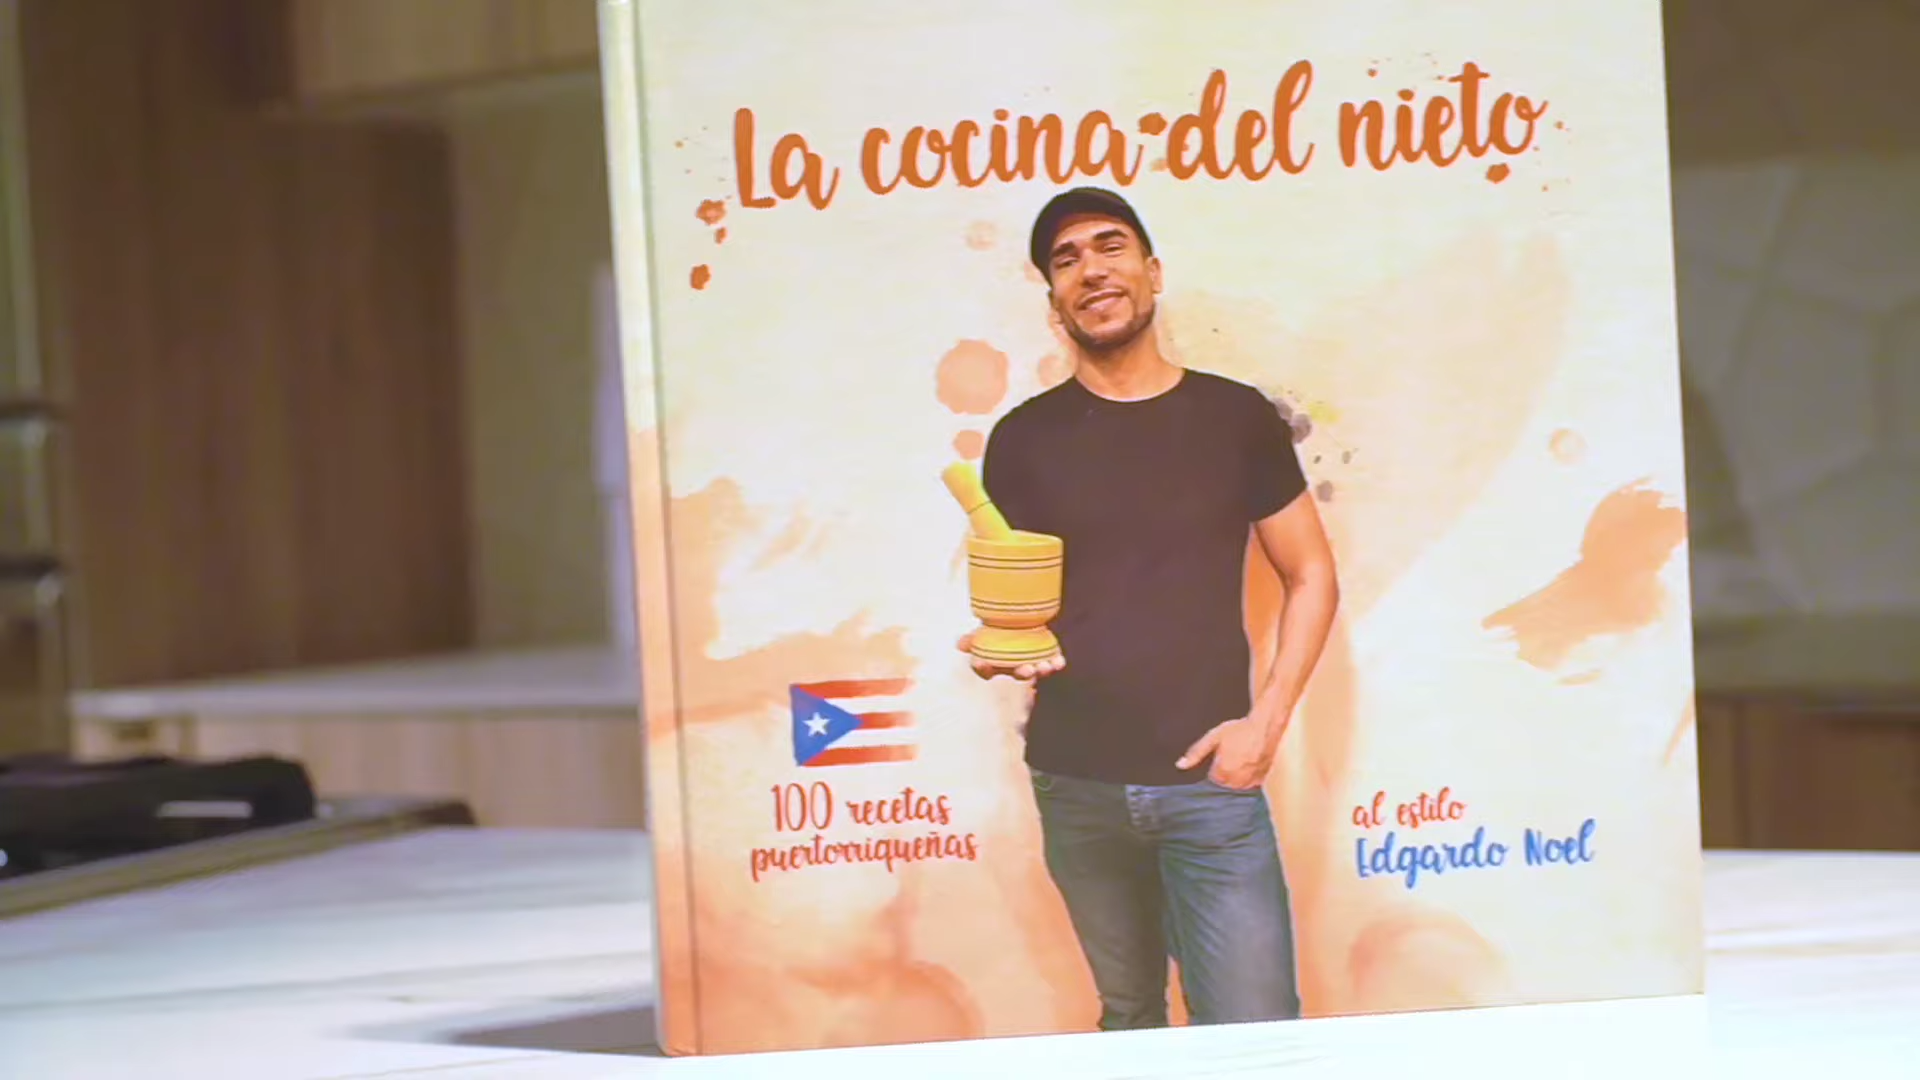 La cocina del nieto
100 recetas
puertorriqueñas
al estilo
Edgardo Noel